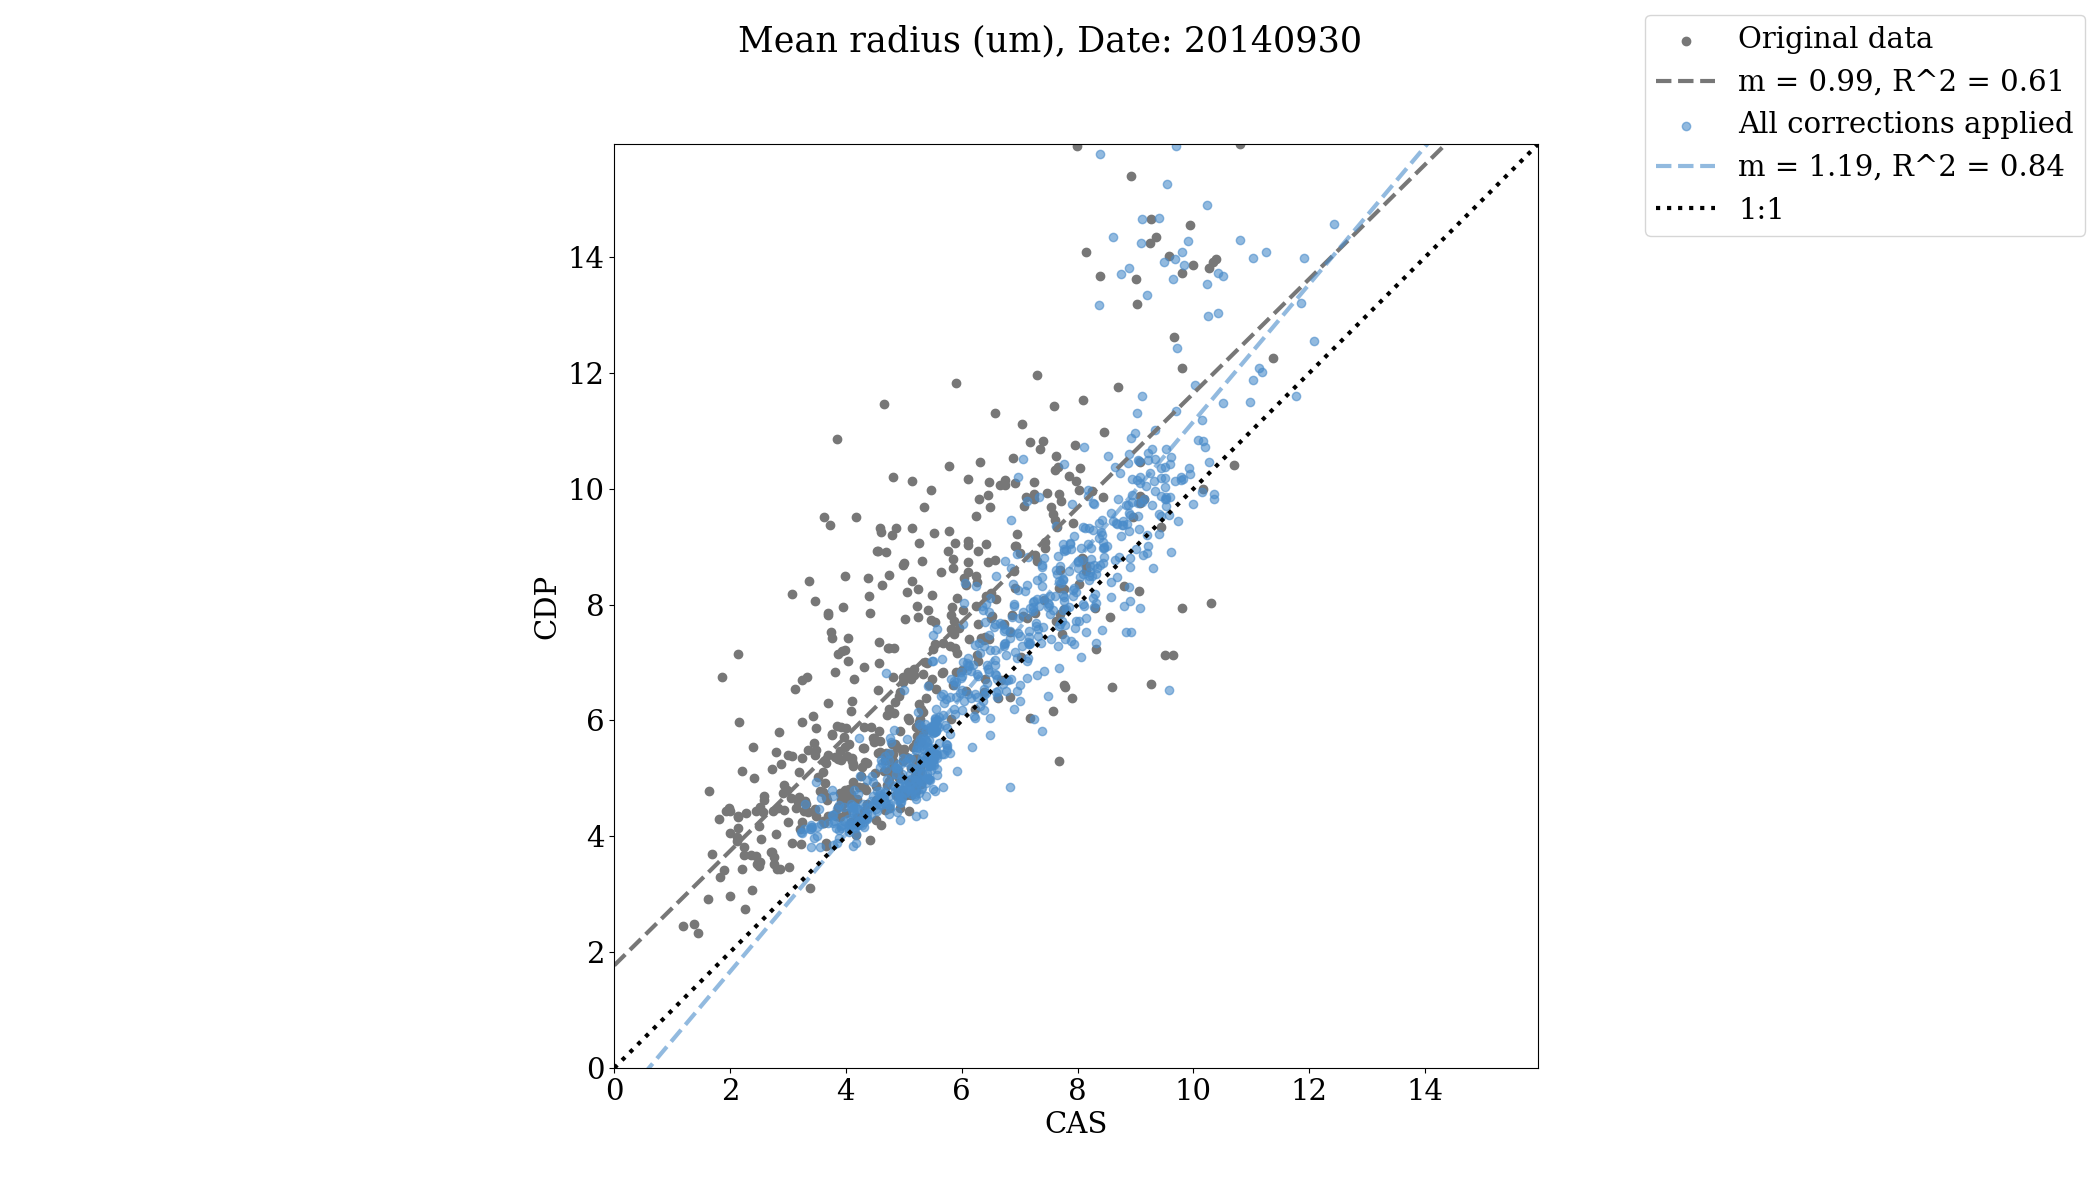 Mean radius (um), Date: 20140930
Original data
m = 0.99, R^2 = 0.61
All corrections applied
m = 1.19, R^2 = 0.84
1:1
14
12
10
8
6
4
2
0
CDP
0 2 4 6 8 10 12 14
CAS